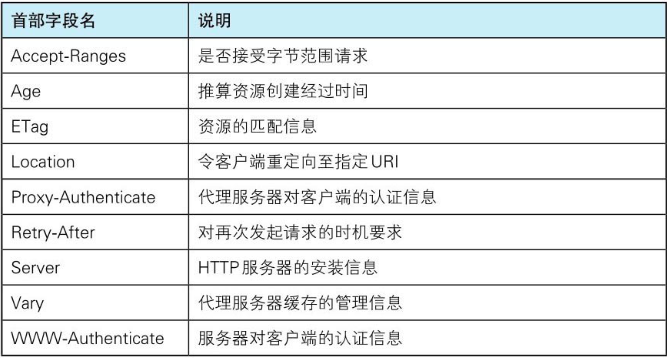 首部字段名 说明
Accept-Ranges 是否接受字节范围请求
Age 推算资源创建经过时间
ETag 资源的匹配信息
Location 令客户端重定向至指定URI
Proxy-Authenticate 代理服务器对客户端的认证信息
Retry-After 对再次发起请求的时机要求
Server HTTP服务器的安装信息
Vary 代理服务器缓存的管理信息
WWW-Authenticate 服务器对客户端的认证信息